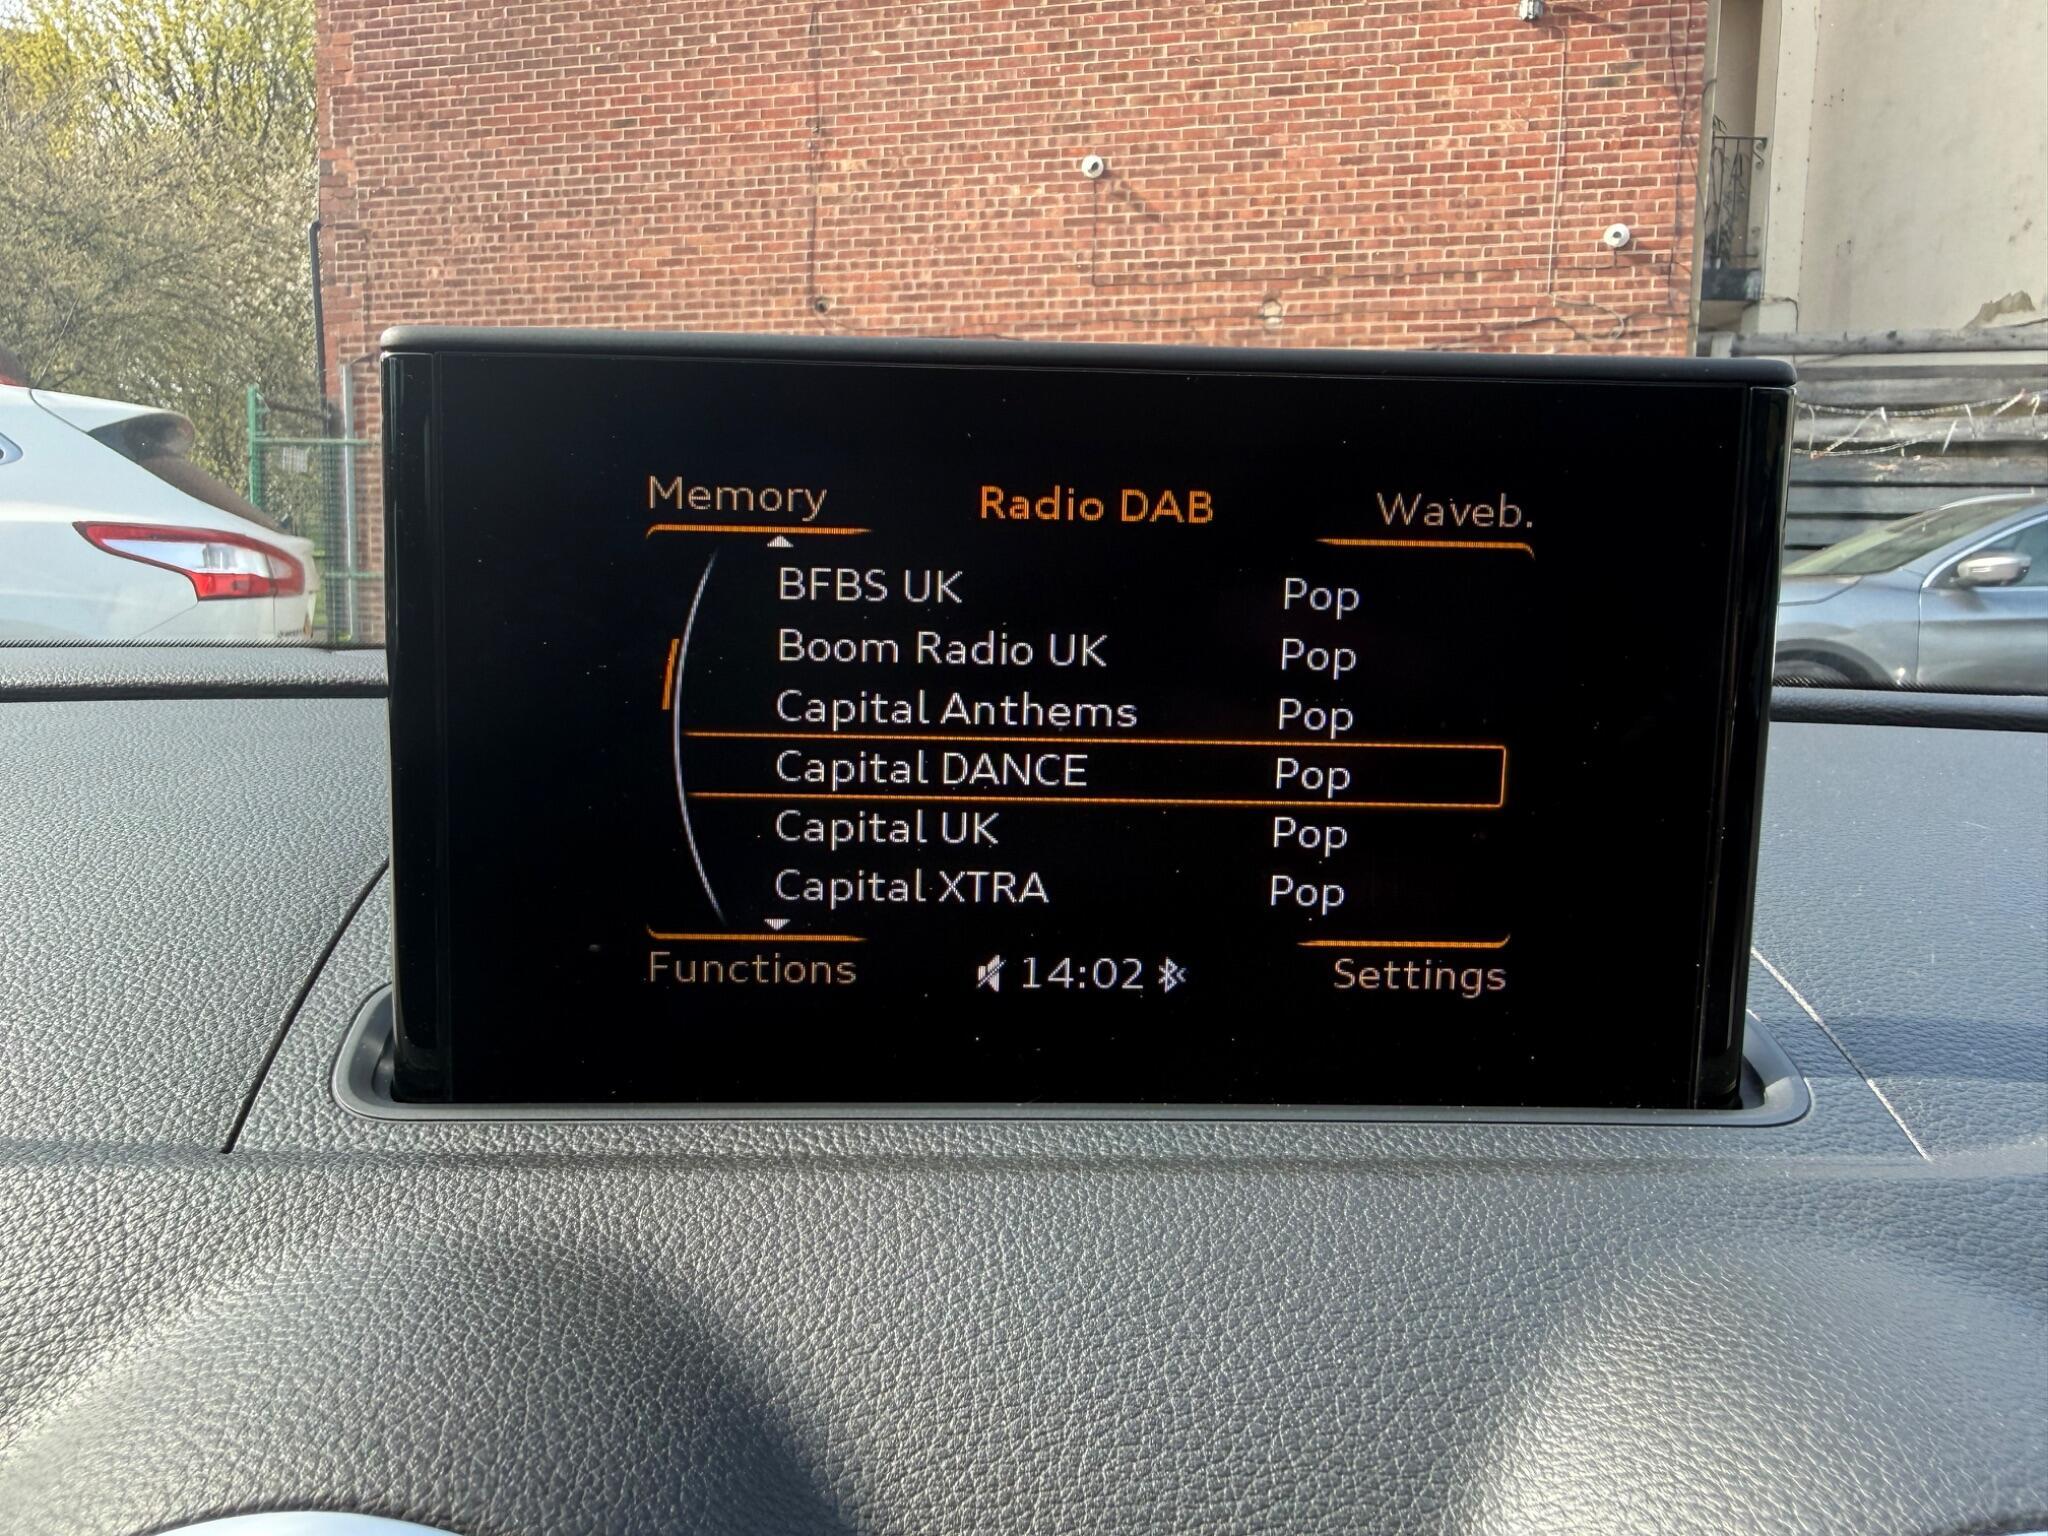 Memory Radio DAB Waveb.
BFBS UK Pop
Boom Radio UK Pop
Capital Anthems Pop
Capital DANCE Pop
Capital UK Pop
Capital XTRA Pop
Functions 14:02 Settings